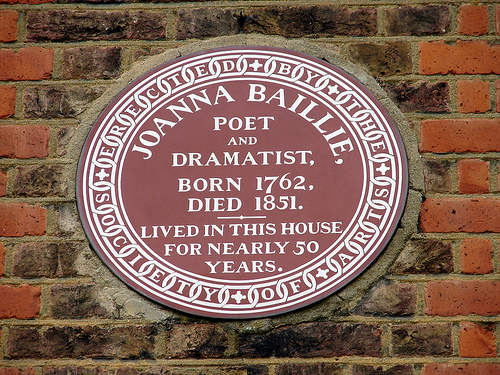 ERECTED BY THE SOCIETY OF ARTS
JOANNA BAILLIE,
POET
AND
DRAMATIST,
BORN 1762,
DIED 1851.
LIVED IN THIS HOUSE
FOR NEARLY 50
YEARS.